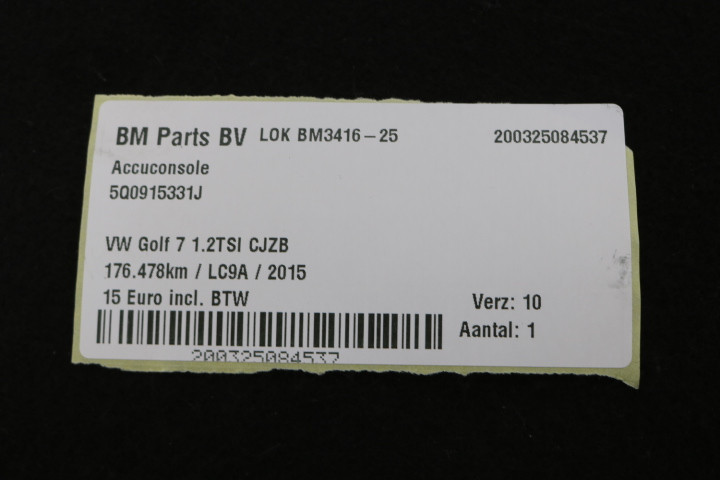 BM Parts BV LOK BM3416-25 200325084537
Accuconsole
5Q0915331J
VW Golf 7 1.2TSI CJZB
176.478km / LC9A / 2015
15 Euro incl. BTW
Verz: 10
Aantal: 1
200325084537